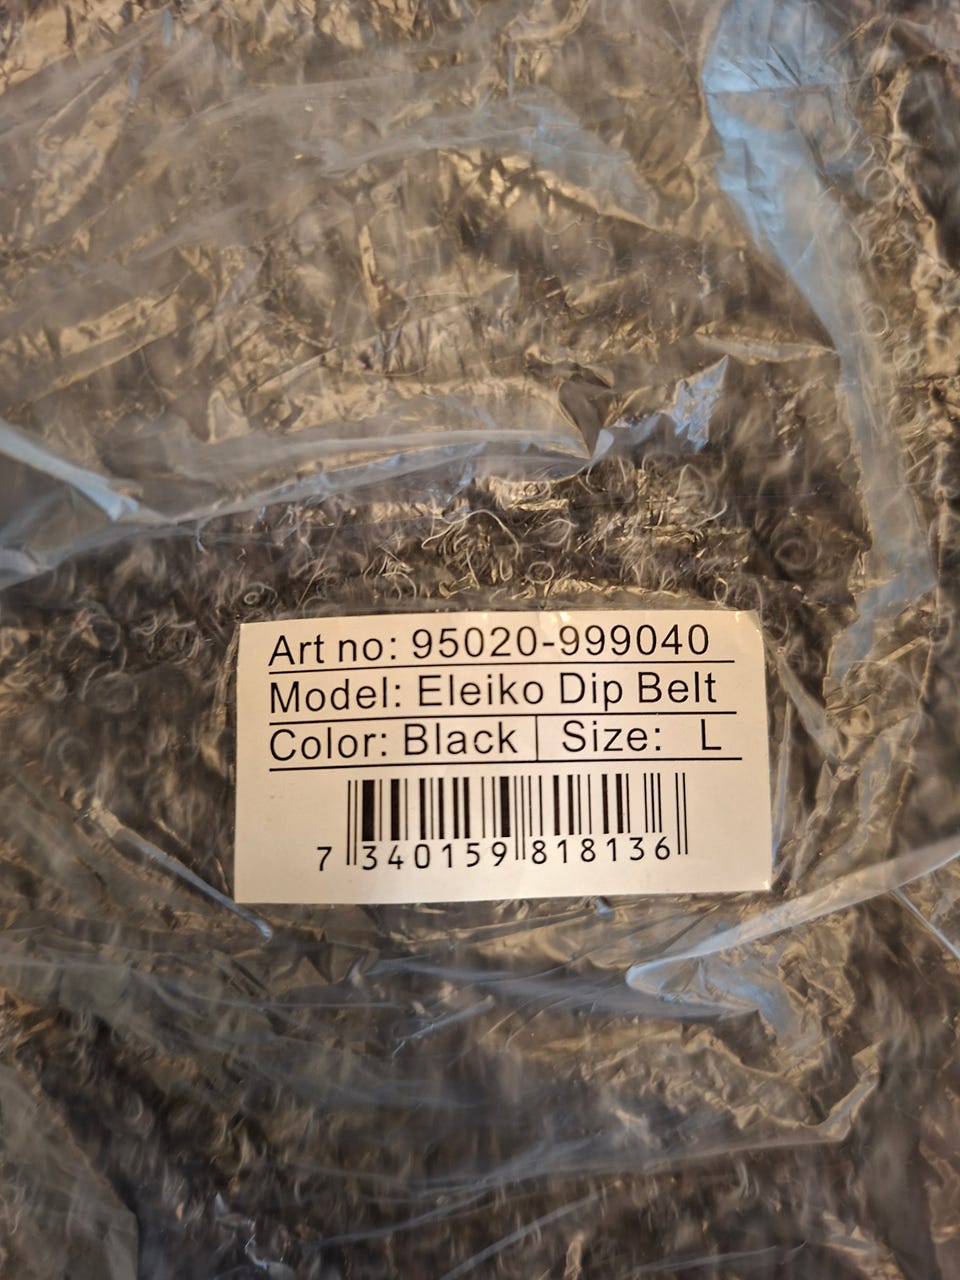 Art no: 95020-999040
Model: Eleiko Dip Belt
Color: Black Size: L
7 340159 818136